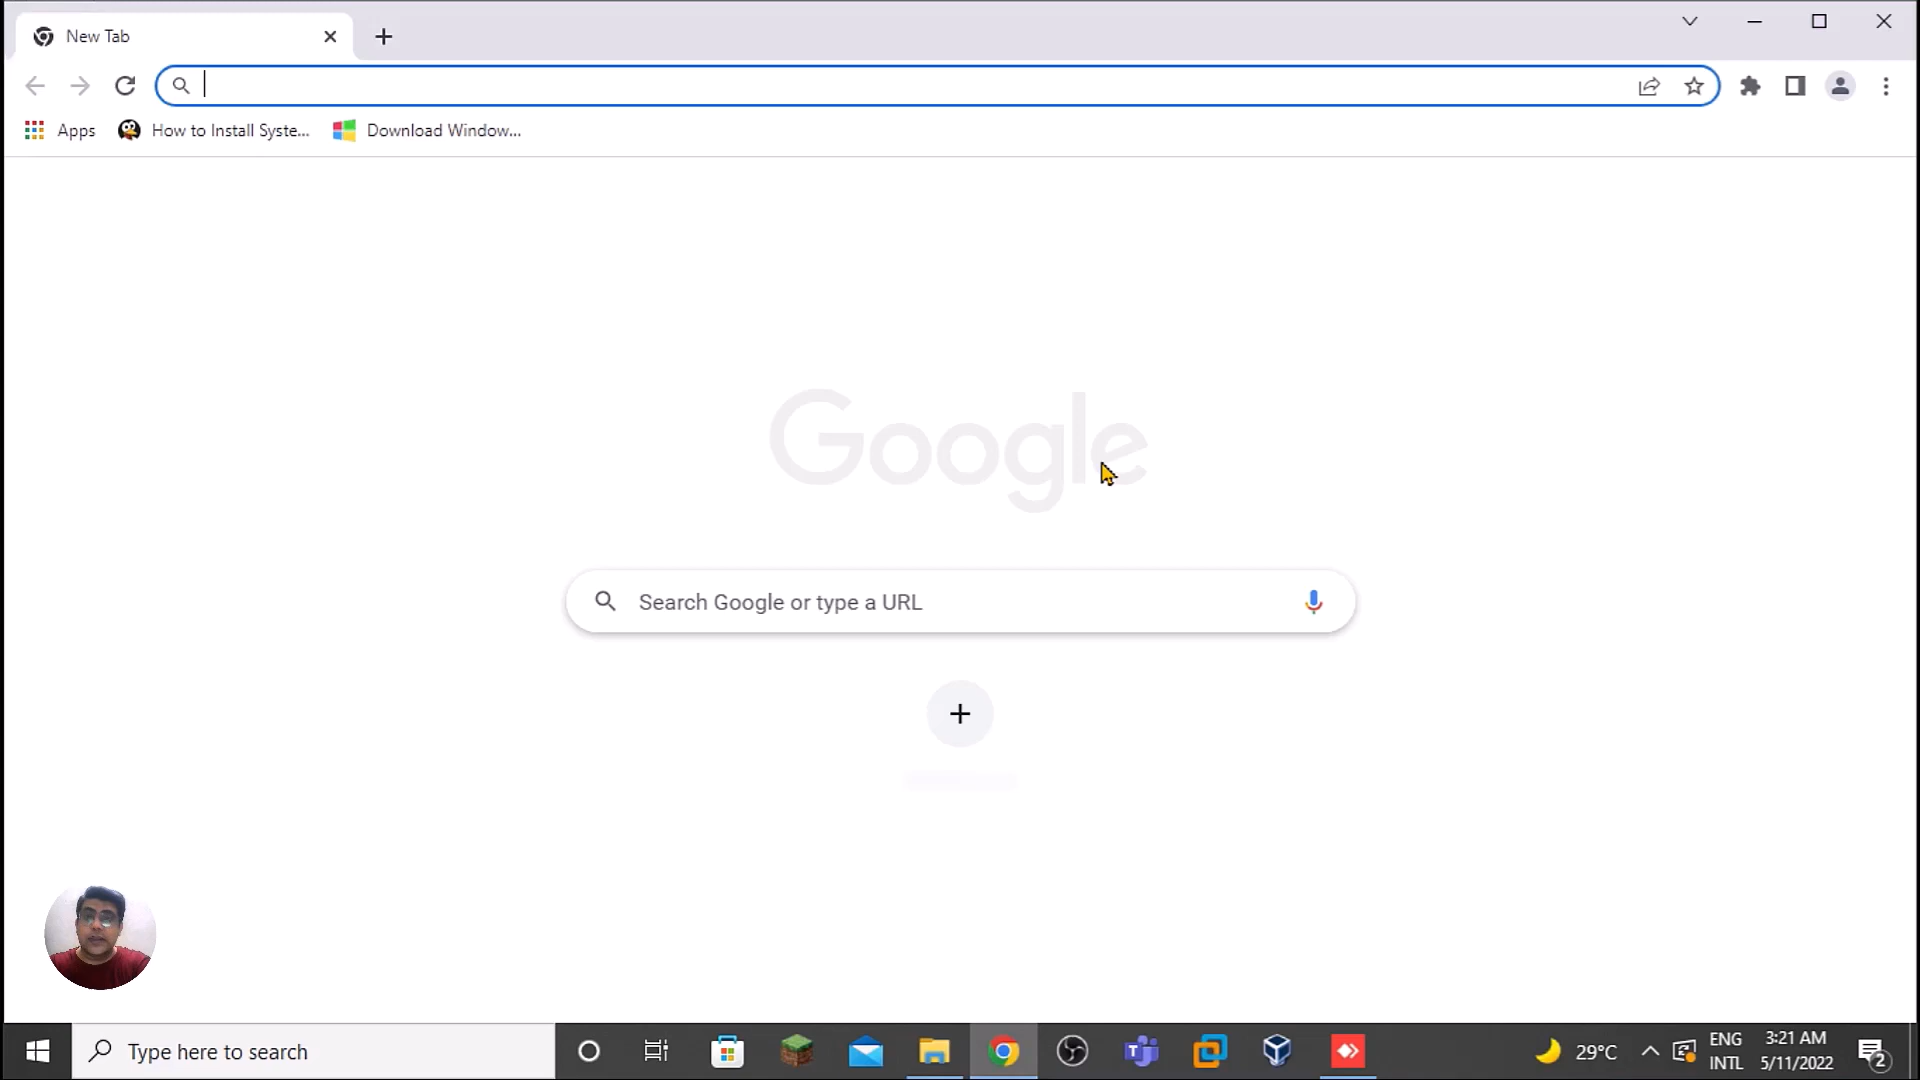 New Tab
Apps
How to Install Syste...
Download Window...
Google
Search Google or type a URL
Type here to search
29°C
ENG
INTL
3:21 AM
5/11/2022
2